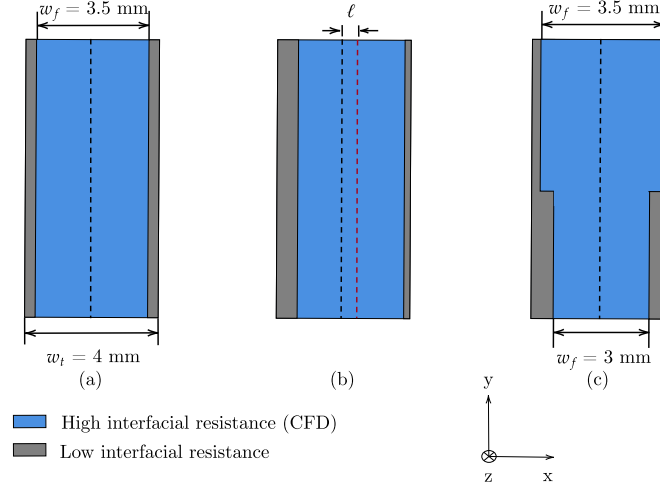 w_f = 3.5 mm
ℓ
w_f = 3.5 mm
w_t = 4 mm
w_f = 3 mm
(a)
(b)
(c)
High interfacial resistance (CFD)
Low interfacial resistance
y
z
x